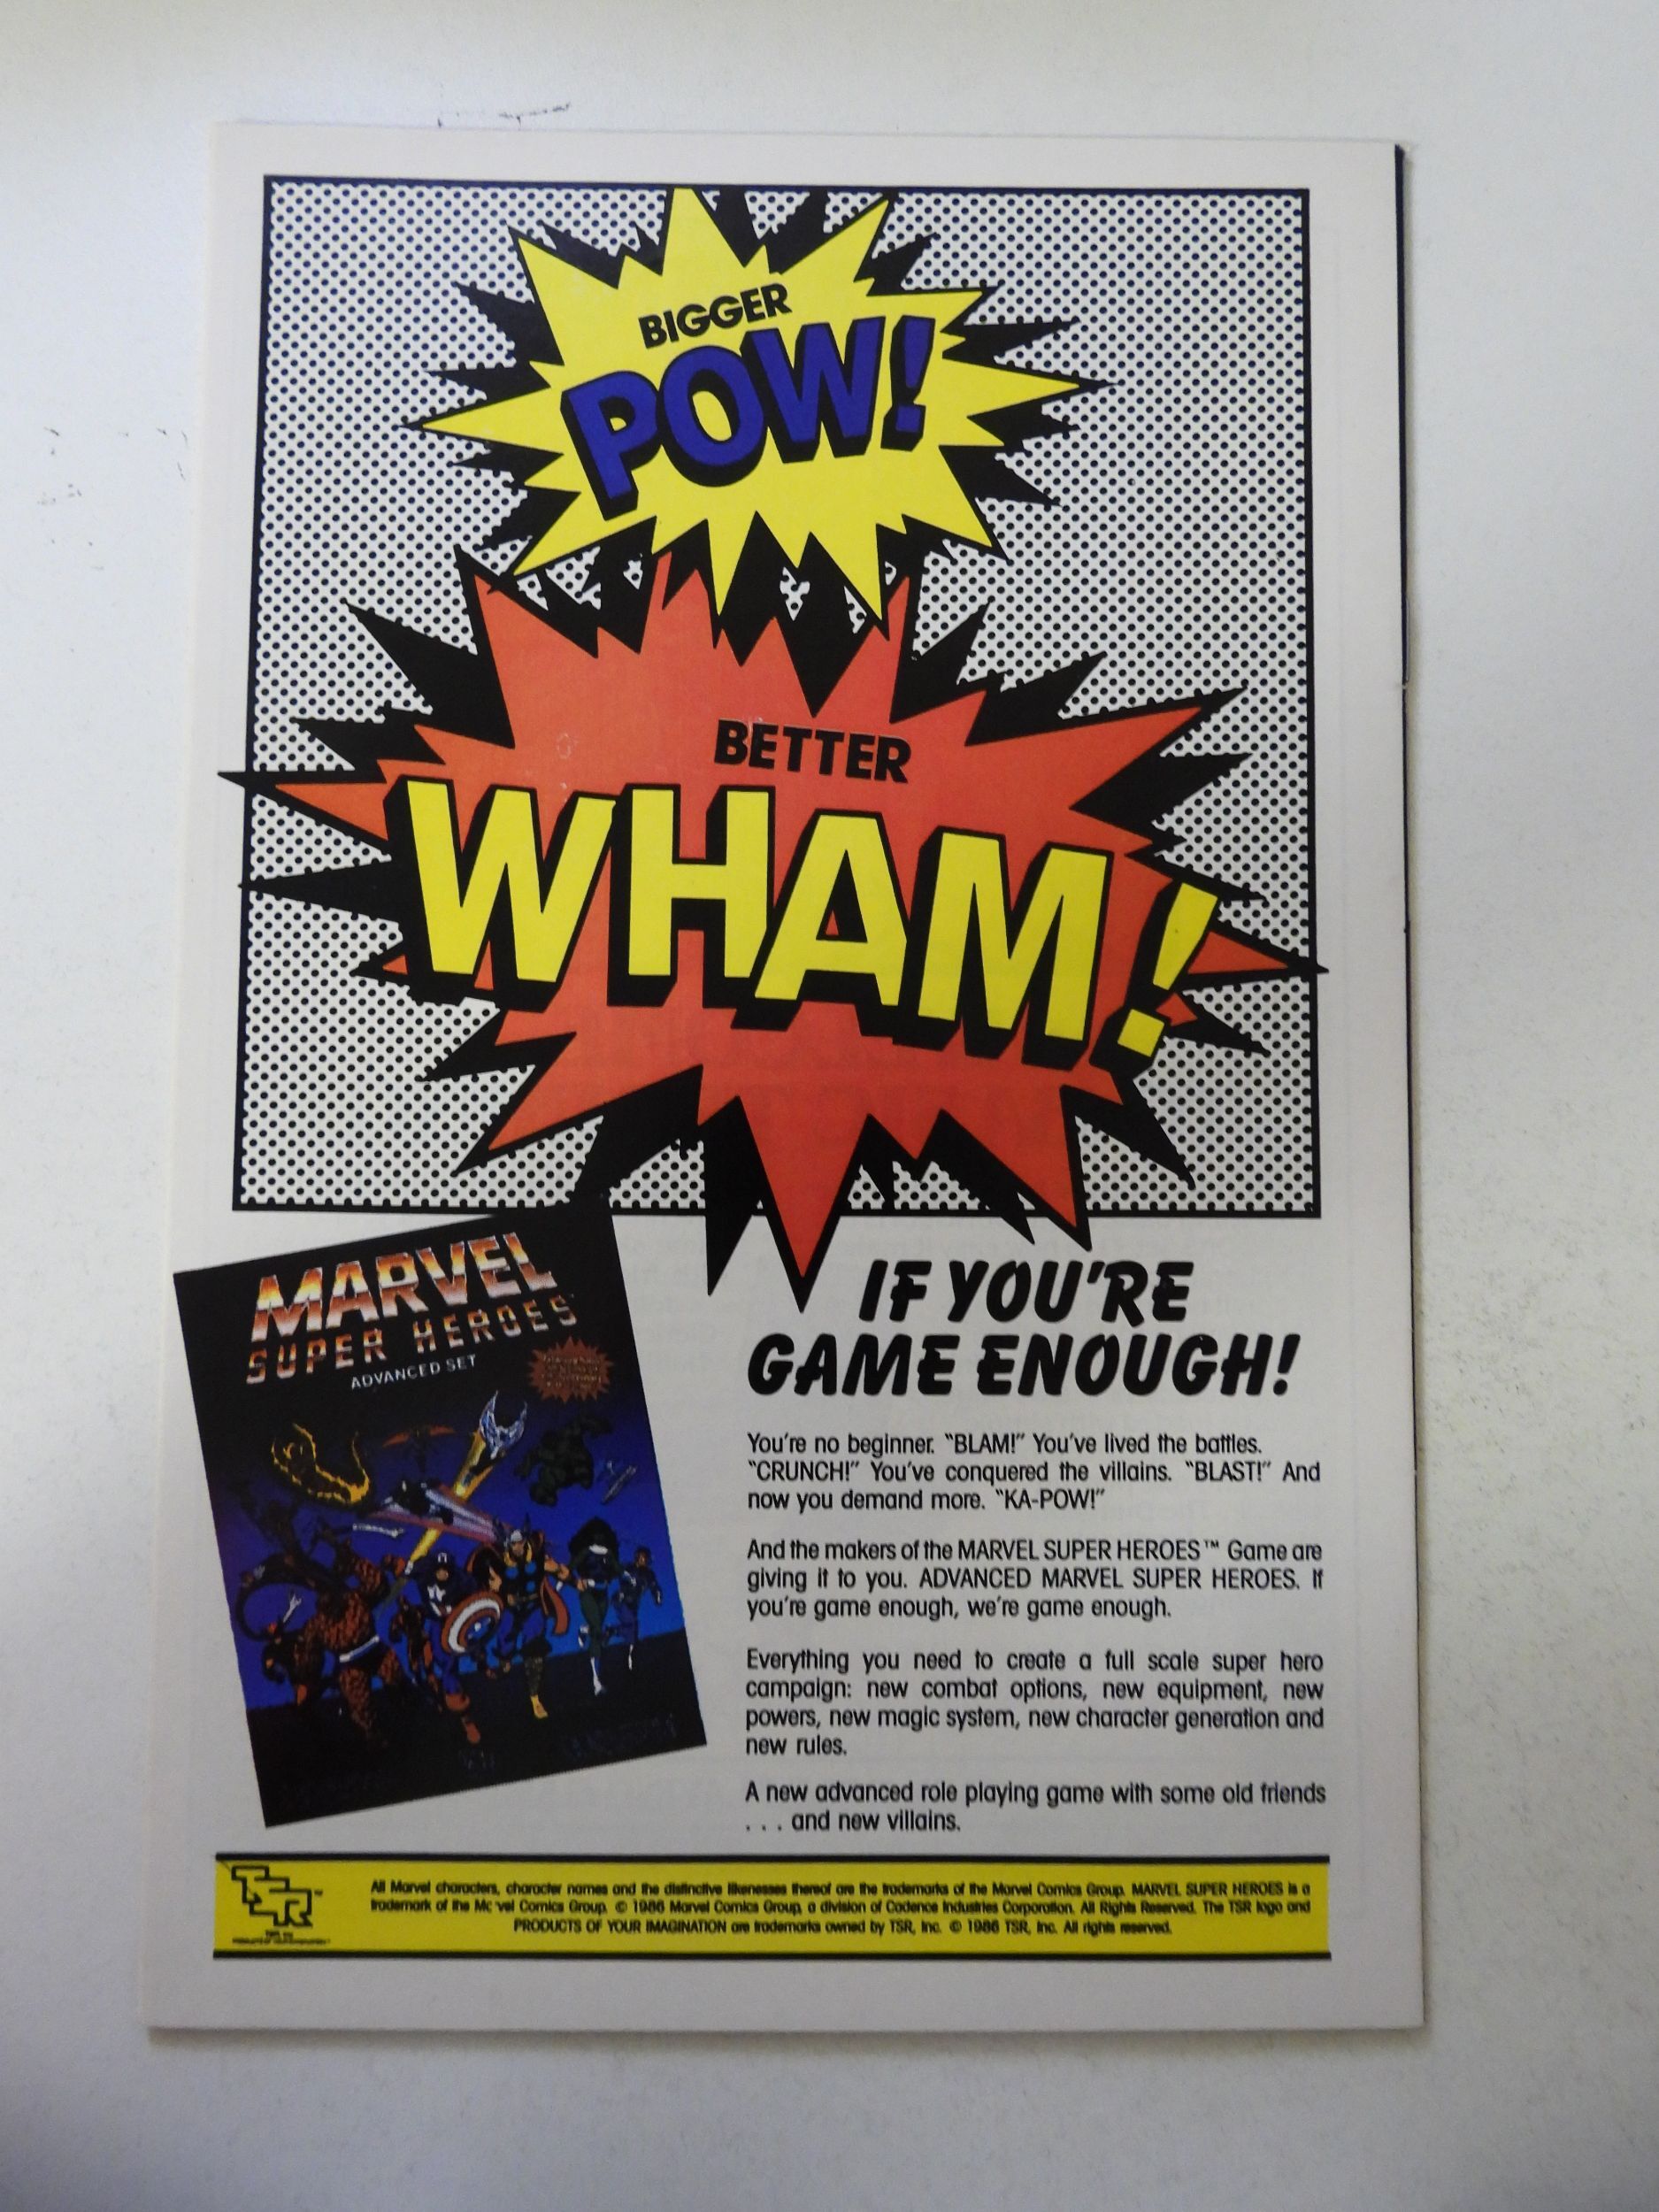 BIGGER
POW!
BETTER
WHAM!
MARVEL
SUPER HEROES
ADVANCED SET
IF YOU'RE
GAME ENOUGH!
You're no beginner. "BLAM!" You've lived the battles.
"CRUNCH!" You've conquered the villains. "BLAST!" And
now you demand more. "KA-POW!"
And the makers of the MARVEL SUPER HEROES™ Game are
giving it to you. ADVANCED MARVEL SUPER HEROES. If
you're game enough, we're game enough.
Everything you need to create a full scale super hero
campaign: new combat options, new equipment, new
powers, new magic system, new character generation and
new rules.
A new advanced role playing game with some old friends
. . . and new villains.
TSR™
All Marvel characters, character names and the distinctive likenesses thereof are the trademarks of the Marvel Comics Group. MARVEL SUPER HEROES is a
trademark of the Mc vel Comics Group. © 1986 Marvel Comics Group, a division of Cadence Industries Corporation. All Rights Reserved. The TSR logo and
PRODUCTS OF YOUR IMAGINATION are trademarks owned by TSR, Inc. © 1986 TSR, Inc. All rights reserved.